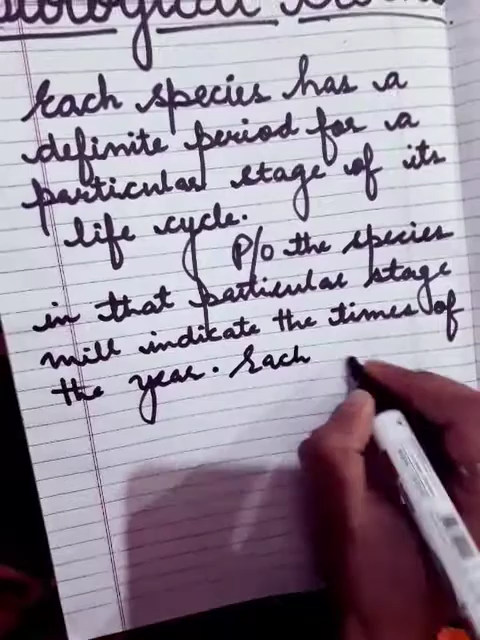 Each species has a
definite period for a
particular stage of its
life cycle.
P/o the species
in that particular stage
will indicate the times of
the year. Each